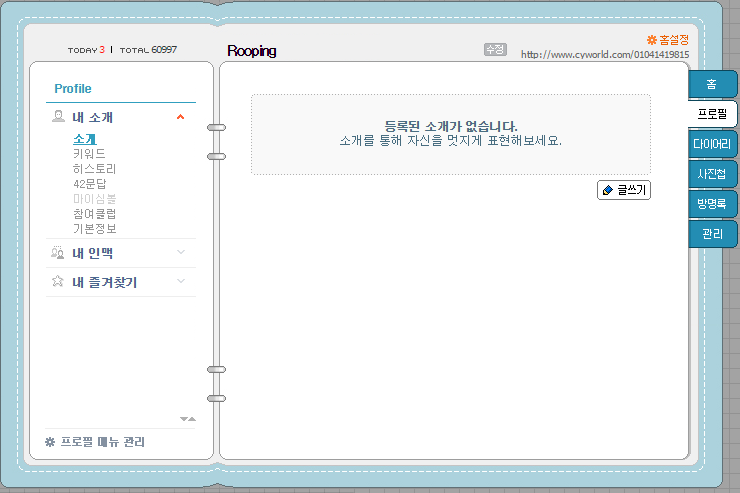 TODAY 3 | TOTAL 60997
Rooping
수정
홈설정
http://www.cyworld.com/01041419815
Profile
내 소개
소개
키워드
히스토리
42문답
마이심볼
참여클럽
기본정보
내 인맥
내 즐겨찾기
프로필 메뉴 관리
등록된 소개가 없습니다.
소개를 통해 자신을 멋지게 표현해보세요.
글쓰기
홈
프로필
다이어리
사진첩
방명록
관리